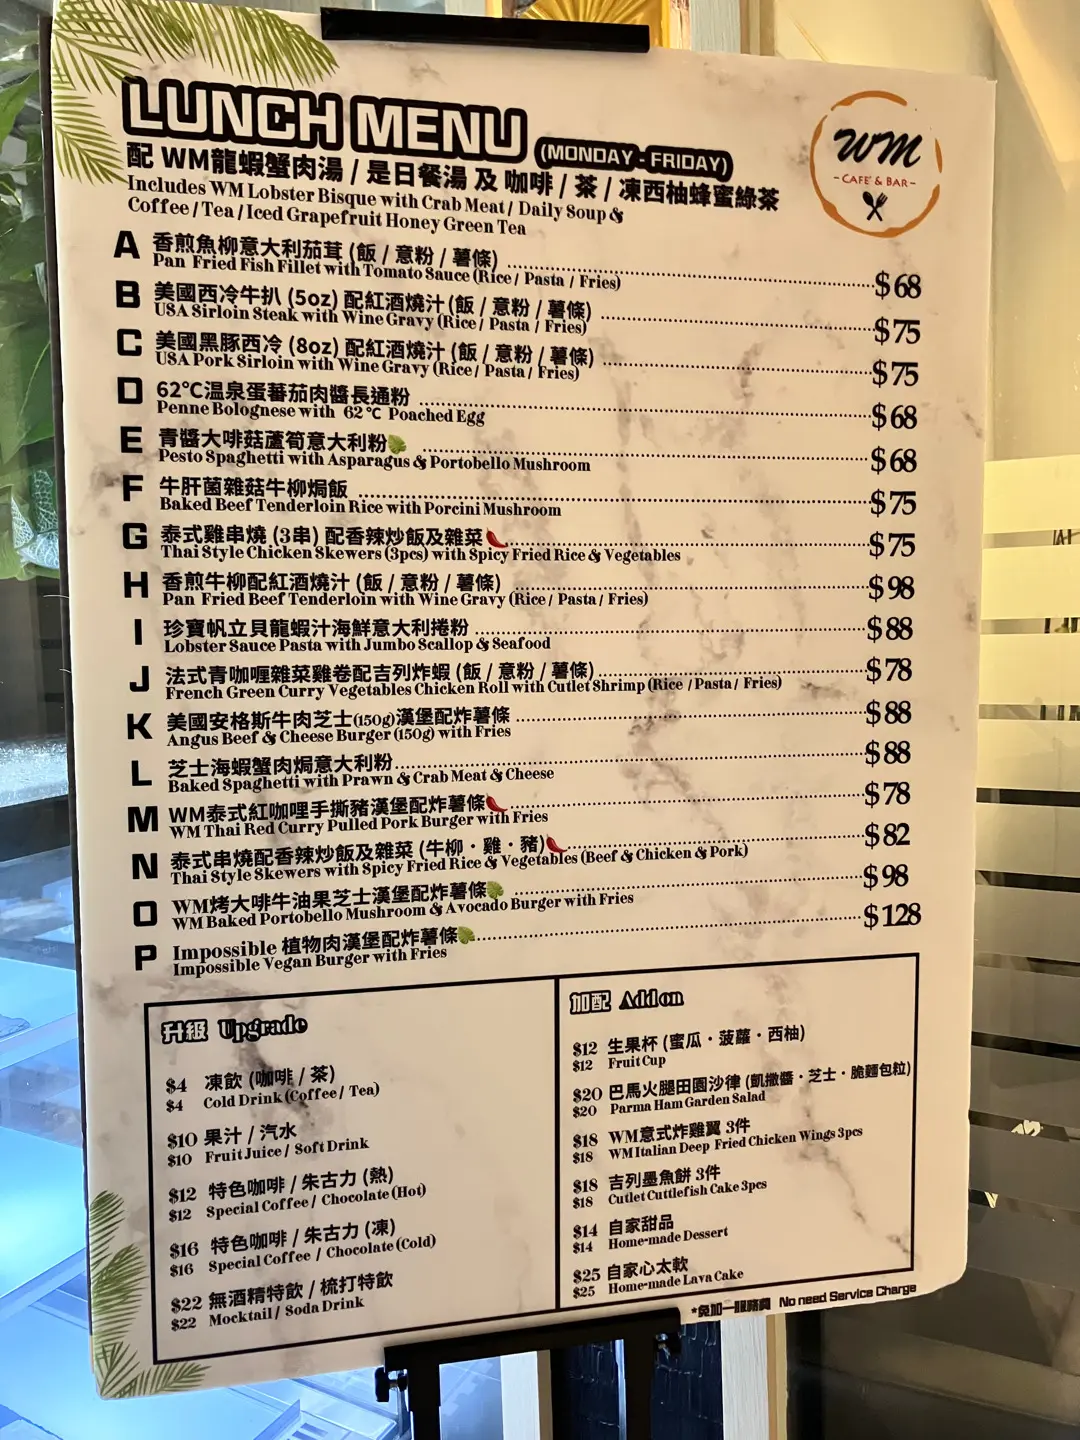 LUNCH MENU (MONDAY - FRIDAY)
WM
- CAFE' & BAR -
配 WM龍蝦蟹肉湯 / 是日餐湯 及 咖啡 / 茶 / 凍西柚蜂蜜綠茶
Includes WM Lobster Bisque with Crab Meat / Daily Soup &
Coffee / Tea / Iced Grapefruit Honey Green Tea
A 香煎魚柳意大利茄茸 (飯 / 意粉 / 薯條) $68
Pan Fried Fish Fillet with Tomato Sauce (Rice / Pasta / Fries)
B 美國西冷牛扒 (5oz) 配紅酒燒汁 (飯 / 意粉 / 薯條) $75
USA Sirloin Steak with Wine Gravy (Rice / Pasta / Fries)
C 美國黑豚西冷 (8oz) 配紅酒燒汁 (飯 / 意粉 / 薯條) $75
USA Pork Sirloin with Wine Gravy (Rice / Pasta / Fries)
D 62℃温泉蛋蕃茄肉醬長通粉 $68
Penne Bolognese with 62℃ Poached Egg
E 青醬大啡菇蘆筍意大利粉 $68
Pesto Spaghetti with Asparagus & Portobello Mushroom
F 牛肝菌雜菇牛柳焗飯 $75
Baked Beef Tenderloin Rice with Porcini Mushroom
G 泰式雞串燒 (3串) 配香辣炒飯及雜菜 $75
Thai Style Chicken Skewers (3pcs) with Spicy Fried Rice & Vegetables
H 香煎牛柳配紅酒燒汁 (飯 / 意粉 / 薯條) $98
Pan Fried Beef Tenderloin with Wine Gravy (Rice / Pasta / Fries)
I 珍寶帆立貝龍蝦汁海鮮意大利捲粉 $88
Lobster Sauce Pasta with Jumbo Scallop & Seafood
J 法式青咖喱雜菜雞卷配吉列炸蝦 (飯 / 意粉 / 薯條) $78
French Green Curry Vegetables Chicken Roll with Cutlet Shrimp (Rice / Pasta / Fries)
K 美國安格斯牛肉芝士(150g)漢堡配炸薯條 $88
Angus Beef & Cheese Burger (150g) with Fries
L 芝士海蝦蟹肉焗意大利粉 $88
Baked Spaghetti with Prawn & Crab Meat & Cheese
M WM泰式紅咖哩手撕豬漢堡配炸薯條 $78
WM Thai Red Curry Pulled Pork Burger with Fries
N 泰式串燒配香辣炒飯及雜菜 (牛柳・雞・豬) $82
Thai Style Skewers with Spicy Fried Rice & Vegetables (Beef & Chicken & Pork)
O WM烤大啡牛油果芝士漢堡配炸薯條 $98
WM Baked Portobello Mushroom & Avocado Burger with Fries
P Impossible 植物肉漢堡配炸薯條 $128
Impossible Vegan Burger with Fries
升級 Upgrade
$4 凍飲 (咖啡 / 茶)
$4 Cold Drink (Coffee / Tea)
$10 果汁 / 汽水
$10 Fruit Juice / Soft Drink
$12 特色咖啡 / 朱古力 (熱)
$12 Special Coffee / Chocolate (Hot)
$16 特色咖啡 / 朱古力 (凍)
$16 Special Coffee / Chocolate (Cold)
$22 無酒精特飲 / 梳打特飲
$22 Mocktail / Soda Drink
加配 Add on
$12 生果杯 (蜜瓜・菠蘿・西柚)
$12 Fruit Cup
$20 巴馬火腿田園沙律 (凱撒醬・芝士・脆麵包粒)
$20 Parma Ham Garden Salad
$18 WM意式炸雞翼 3件
$18 WM Italian Deep Fried Chicken Wings 3pcs
$18 吉列墨魚餅 3件
$18 Cutlet Cuttlefish Cake 3pcs
$14 自家甜品
$14 Home-made Dessert
$25 自家心太軟
$25 Home-made Lava Cake
*免加一服務費 No need Service Charge